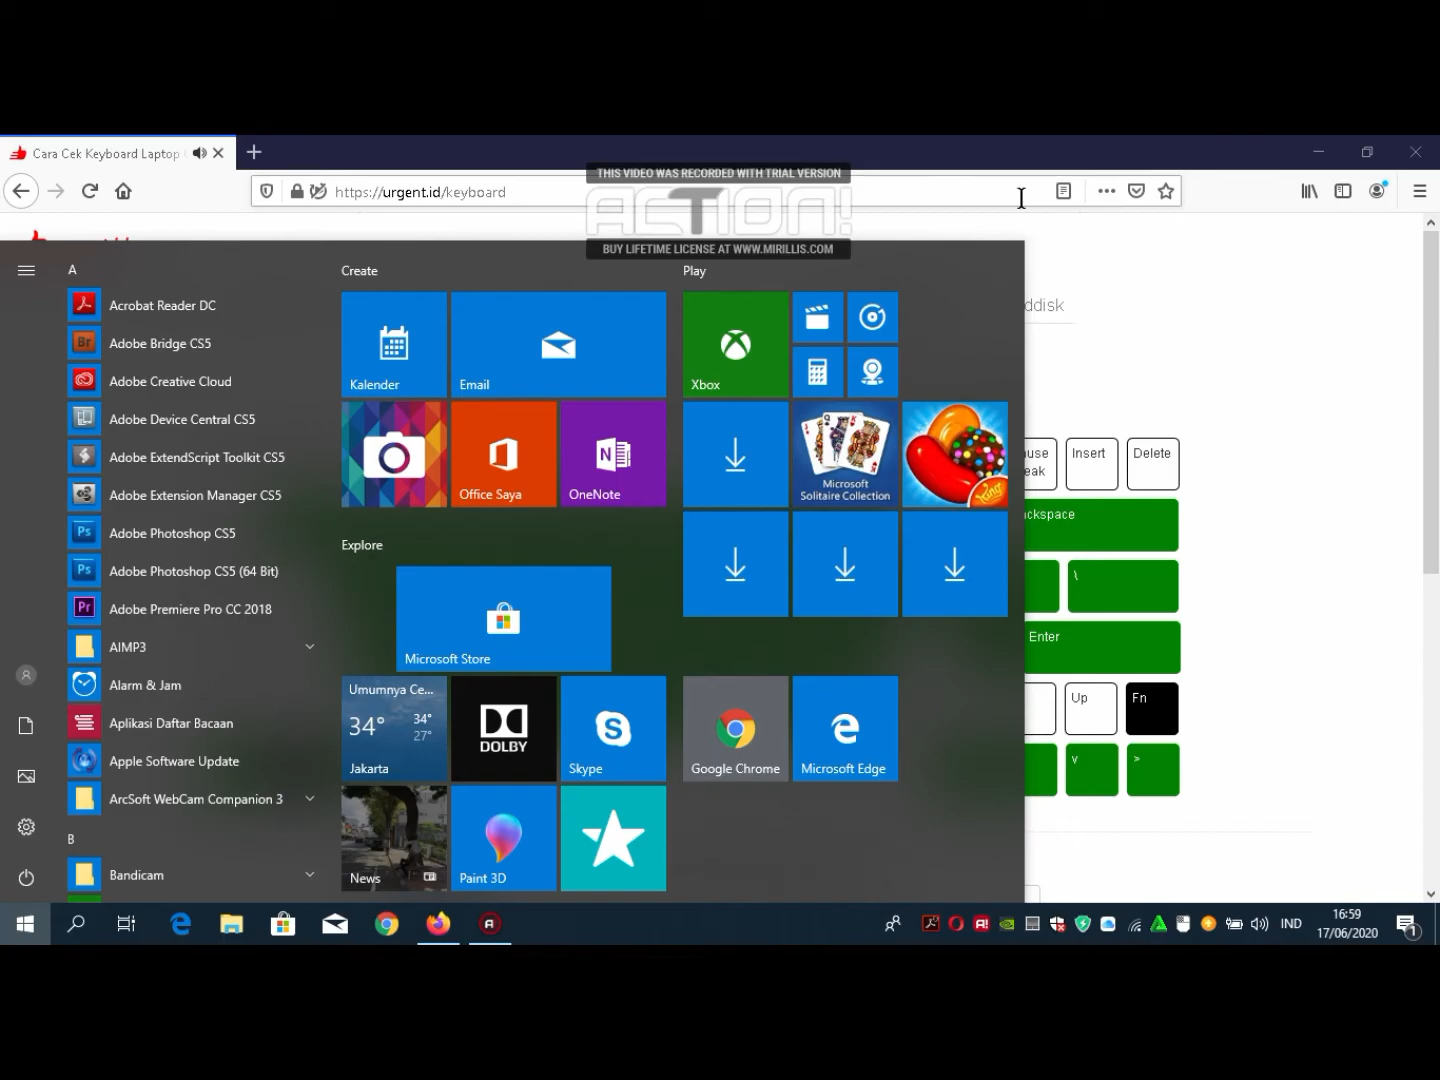 Cara Cek Keyboard Laptop
https://urgent.id/keyboard
THIS VIDEO WAS RECORDED WITH TRIAL VERSION
ACTION!
BUY LIFETIME LICENSE AT WWW.MIRILLIS.COM
ddisk
A
Acrobat Reader DC
Adobe Bridge CS5
Adobe Creative Cloud
Adobe Device Central CS5
Adobe ExtendScript Toolkit CS5
Adobe Extension Manager CS5
Adobe Photoshop CS5
Adobe Photoshop CS5 (64 Bit)
Adobe Premiere Pro CC 2018
AIMP3
Alarm & Jam
Aplikasi Daftar Bacaan
Apple Software Update
ArcSoft WebCam Companion 3
B
Bandicam
Create
Kalender
Email
Office Saya
OneNote
Explore
Microsoft Store
Umumnya Ce...
34°
34°
27°
Jakarta
DOLBY
Skype
News
Paint 3D
Play
Xbox
Microsoft
Solitaire Collection
King
Google Chrome
Microsoft Edge
use
eak
Insert
Delete
ckspace
\
Enter
Up
Fn
v
>
IND
16:59
17/06/2020
1